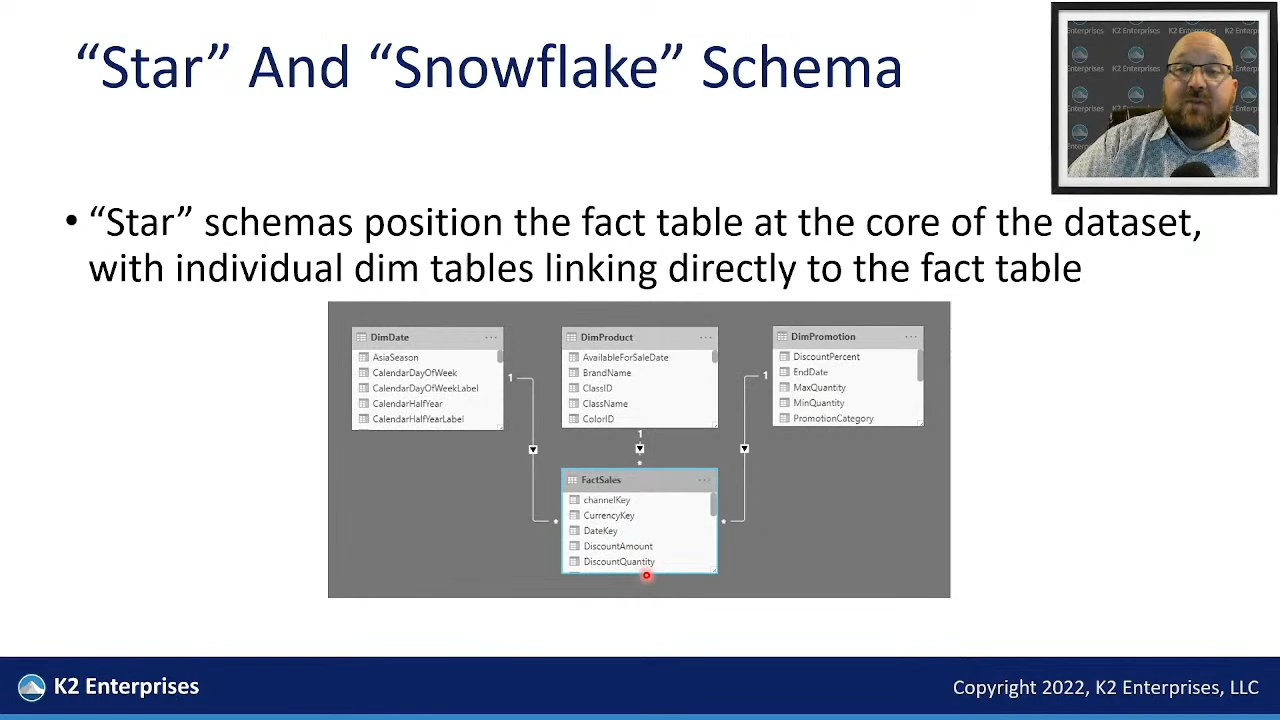 “Star” And “Snowflake” Schema
K2 Enterprises
• “Star” schemas position the fact table at the core of the dataset,
with individual dim tables linking directly to the fact table
DimDate
AsiaSeason
CalendarDayOfWeek
CalendarDayOfWeekLabel
CalendarHalfYear
CalendarHalfYearLabel
DimProduct
AvailableForSaleDate
BrandName
ClassID
ClassName
ColorID
DimPromotion
DiscountPercent
EndDate
MaxQuantity
MinQuantity
PromotionCategory
1
1
1
*
*
*
FactSales
channelKey
CurrencyKey
DateKey
DiscountAmount
DiscountQuantity
K2 Enterprises
Copyright 2022, K2 Enterprises, LLC